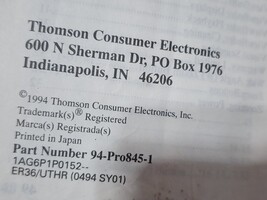 Thomson Consumer Electronics
600 N Sherman Dr, PO Box 1976
Indianapolis, IN 46206
©1994 Thomson Consumer Electronics, Inc.
Trademark(s)® Registered
Marca(s) Registrada(s)
Printed in Japan
Part Number 94-Pro845-1
1AG6P1P0152--
ER36/UTHR (0494 SY01)